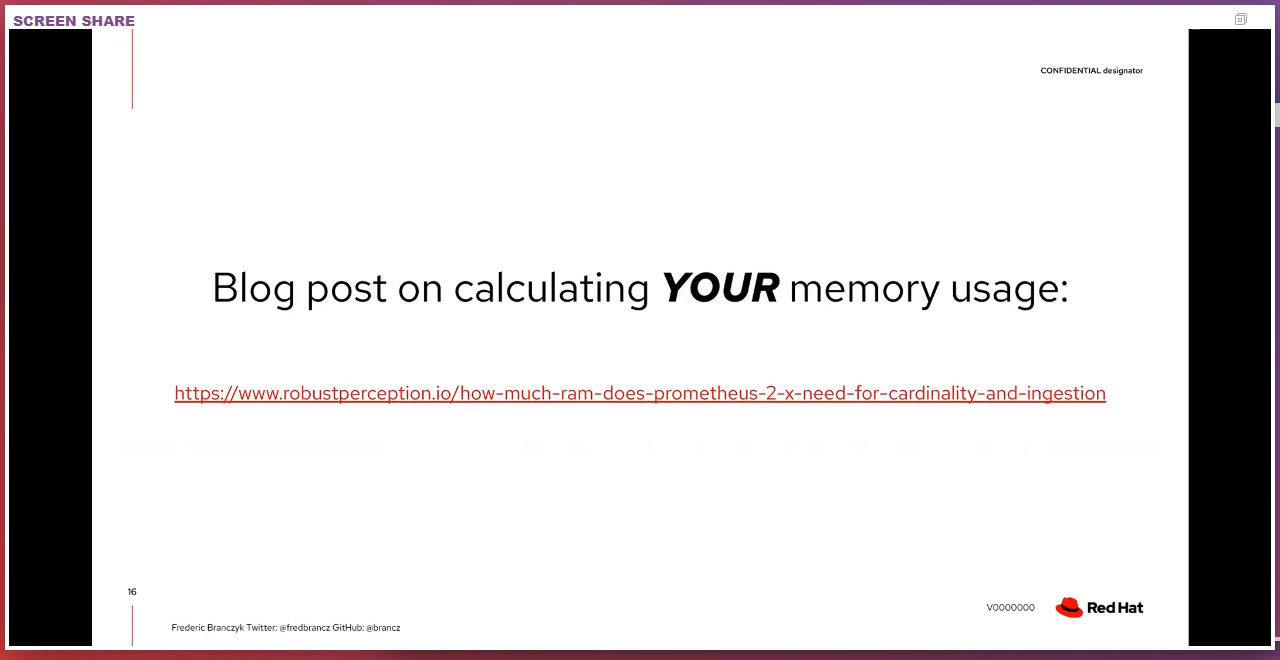 SCREEN SHARE
CONFIDENTIAL designator
Blog post on calculating YOUR memory usage:
https://www.robustperception.io/how-much-ram-does-prometheus-2-x-need-for-cardinality-and-ingestion
16
V0000000
Red Hat
Frederic Branczyk Twitter: @fredbrancz GitHub: @brancz